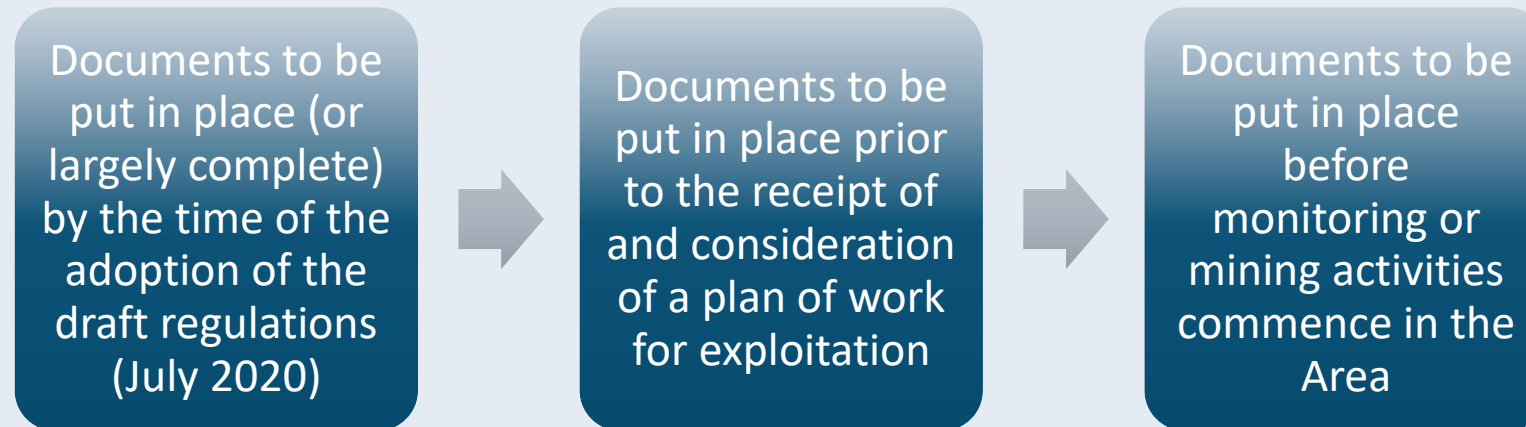 Documents to be
put in place (or
largely complete)
by the time of the
adoption of the
draft regulations
(July 2020)
Documents to be
put in place prior
to the receipt of
and consideration
of a plan of work
for exploitation
Documents to be
put in place
before
monitoring or
mining activities
commence in the
Area